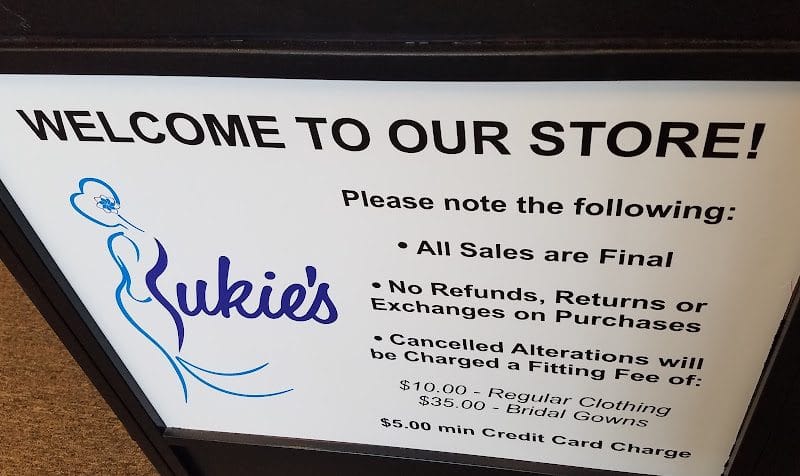 WELCOME TO OUR STORE!
Please note the following:
• All Sales are Final
Sukie's
• No Refunds, Returns or
Exchanges on Purchases
• Cancelled Alterations will
be Charged a Fitting Fee of:
$10.00 - Regular Clothing
$35.00 - Bridal Gowns
$5.00 min Credit Card Charge